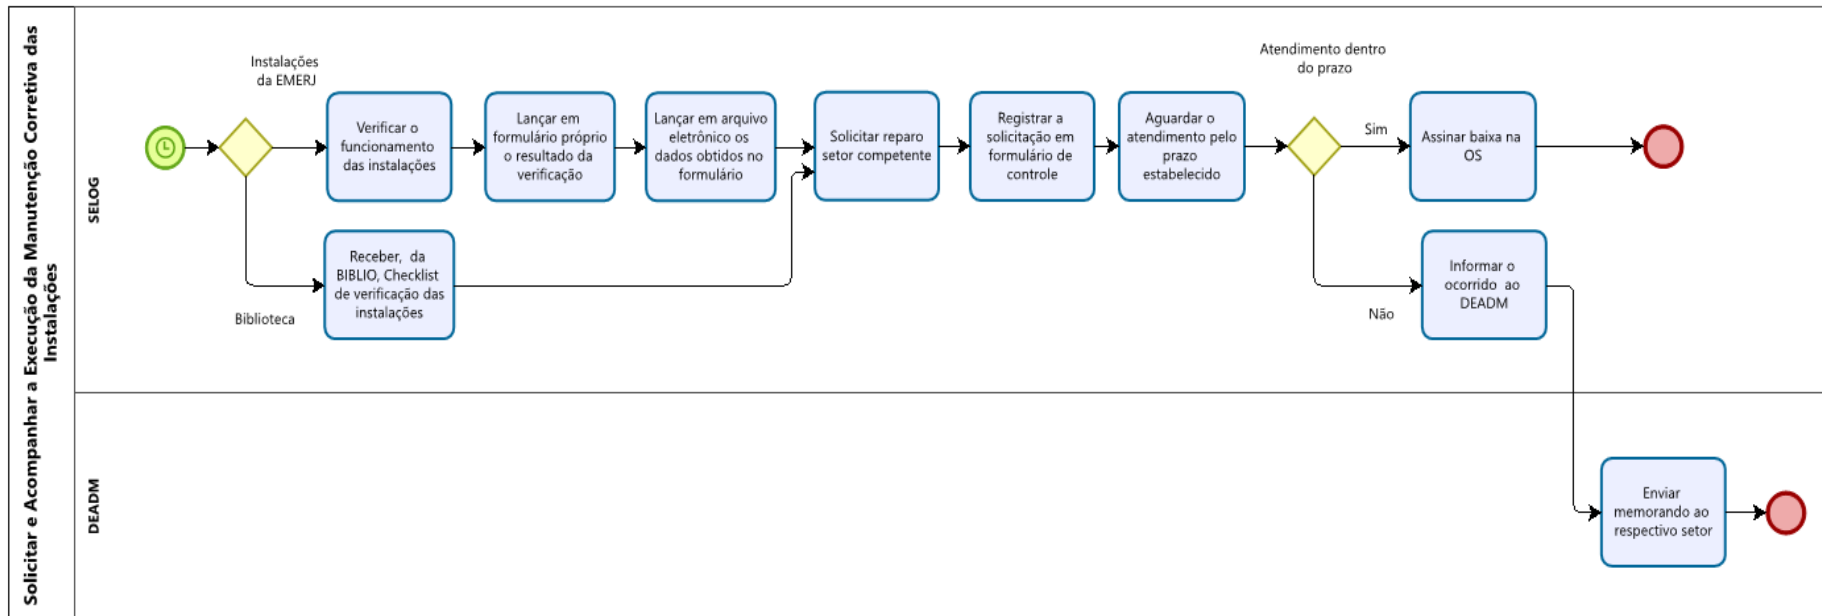 Solicitar e Acompanhar a Execução da Manutenção Corretiva das
Instalações
SELOG
Instalações
da EMERJ
Verificar o
funcionamento
das instalações
Lançar em
formulário próprio
o resultado da
verificação
Lançar em arquivo
eletrônico os
dados obtidos no
formulário
Solicitar reparo
setor competente
Registrar a
solicitação em
formulário de
controle
Aguardar o
atendimento pelo
prazo
estabelecido
Atendimento dentro
do prazo
Sim
Assinar baixa na
OS
Biblioteca
Receber, da
BIBLIO, Checklist
de verificação das
instalações
Não
Informar o
ocorrido ao
DEADM
DEADM
Enviar
memorando ao
respectivo setor